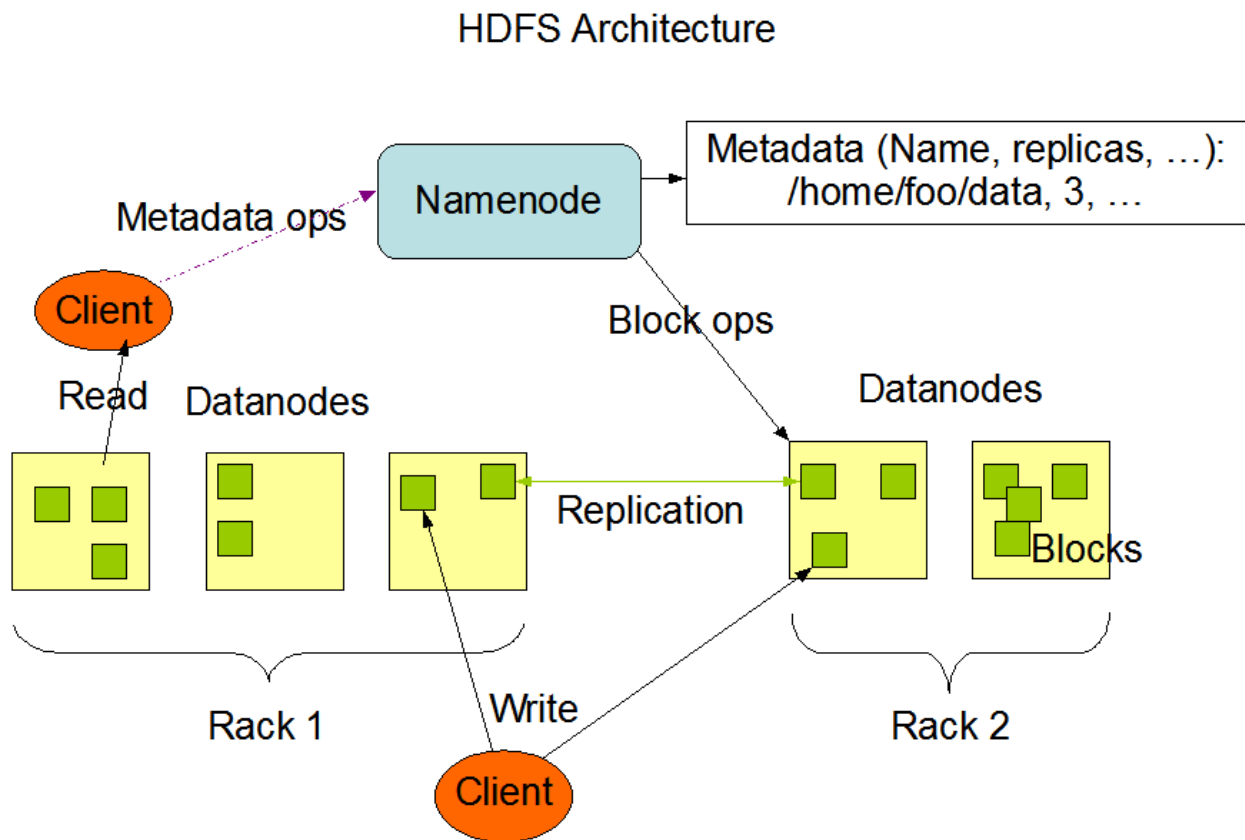 HDFS Architecture
Metadata (Name, replicas, …):
/home/foo/data, 3, …
Namenode
Metadata ops
Client
Block ops
Read
Datanodes
Datanodes
Replication
Blocks
Rack 1
Write
Rack 2
Client